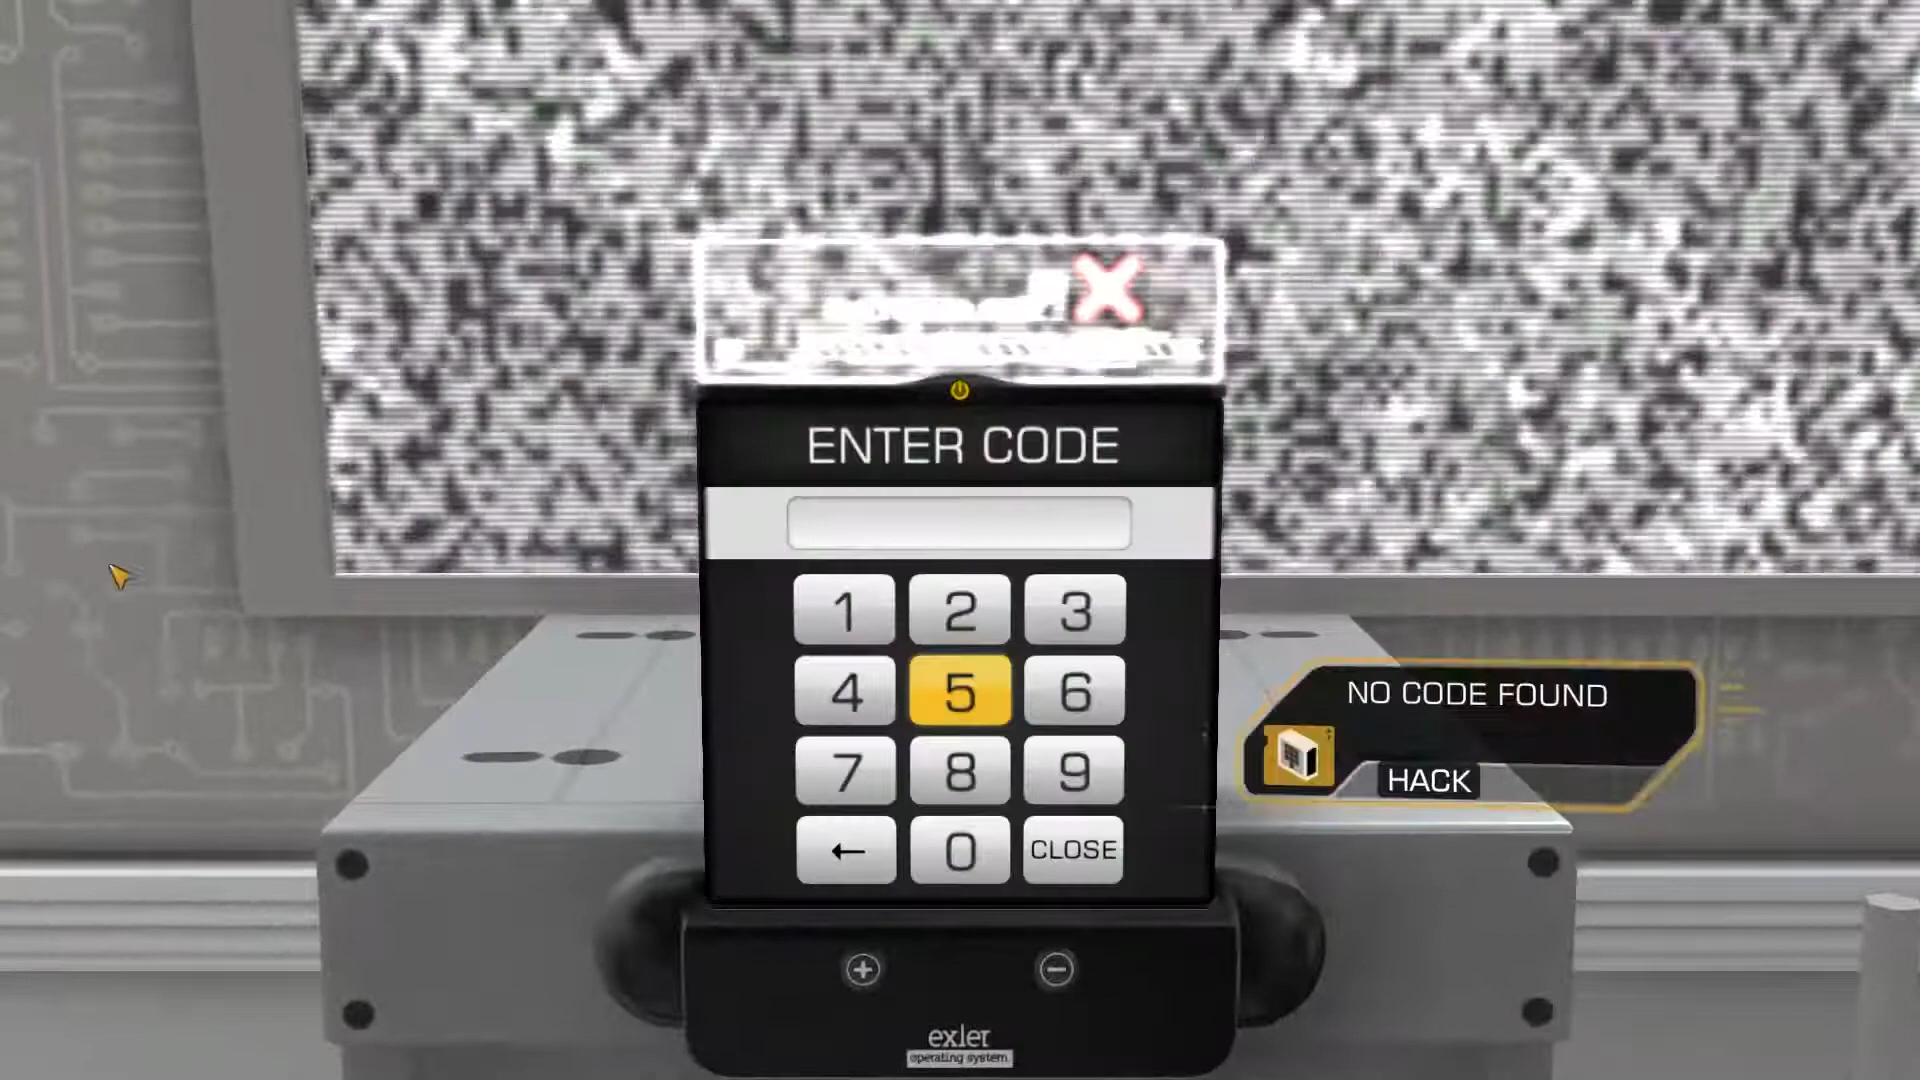 ENTER CODE
1 2 3
4 5 6
7 8 9
← 0 CLOSE
NO CODE FOUND
HACK
exler
operating system